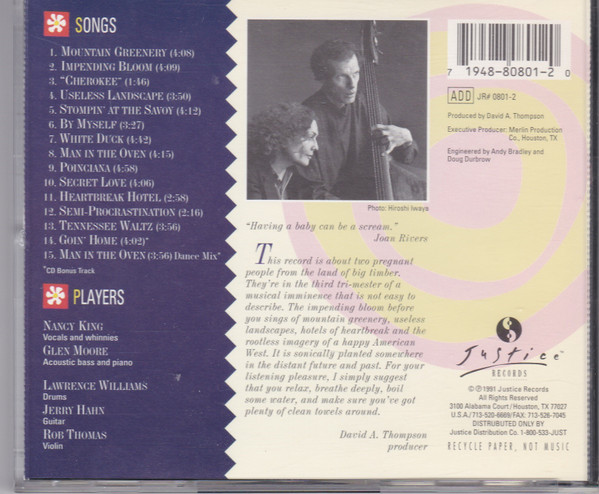 SONGS
1. MOUNTAIN GREENERY (4:08)
2. IMPENDING BLOOM (4:09)
3. “CHEROKEE” (1:46)
4. USELESS LANDSCAPE (3:50)
5. STOMPIN’ AT THE SAVOY (4:12)
6. BY MYSELF (3:27)
7. WHITE DUCK (4:42)
8. MAN IN THE OVEN (4:15)
9. POINCIANA (4:58)
10. SECRET LOVE (4:06)
11. HEARTBREAK HOTEL (2:58)
12. SEMI-PROCRASTINATION (2:16)
13. TENNESSEE WALTZ (3:56)
14. GOIN’ HOME (4:02)*
15. MAN IN THE OVEN (3:56) Dance Mix*
*CD Bonus Track
PLAYERS
NANCY KING
Vocals and whinnies
GLEN MOORE
Acoustic bass and piano
LAWRENCE WILLIAMS
Drums
JERRY HAHN
Guitar
ROB THOMAS
Violin
Photo: Hiroshi Iwaya
“Having a baby can be a scream.”
Joan Rivers
This record is about two pregnant
people from the land of big timber.
They're in the third tri-mester of a
musical imminence that is not easy to
describe. The impending bloom before
you sings of mountain greenery, useless
landscapes, hotels of heartbreak and the
rootless imagery of a happy American
West. It is sonically planted somewhere
in the distant future and past. For your
listening pleasure, I simply suggest
that you relax, breathe deeply, boil
some water, and make sure you've got
plenty of clean towels around.
David A. Thompson
producer
7 1948-80801-2 0
ADD JR# 0801-2
Produced by David A. Thompson
Executive Producer: Merlin Production
Co., Houston, TX
Engineered by Andy Bradley and
Doug Durbrow
Justice™
RECORDS
© ℗ 1991 Justice Records
All Rights Reserved
3100 Alabama Court / Houston, TX 77027
U.S.A./713-520-6669/FAX: 713-526-7045
DISTRUBUTED ONLY BY
Justice Distribution Co. 1-800-533-JUST
RECYCLE PAPER, NOT MUSIC